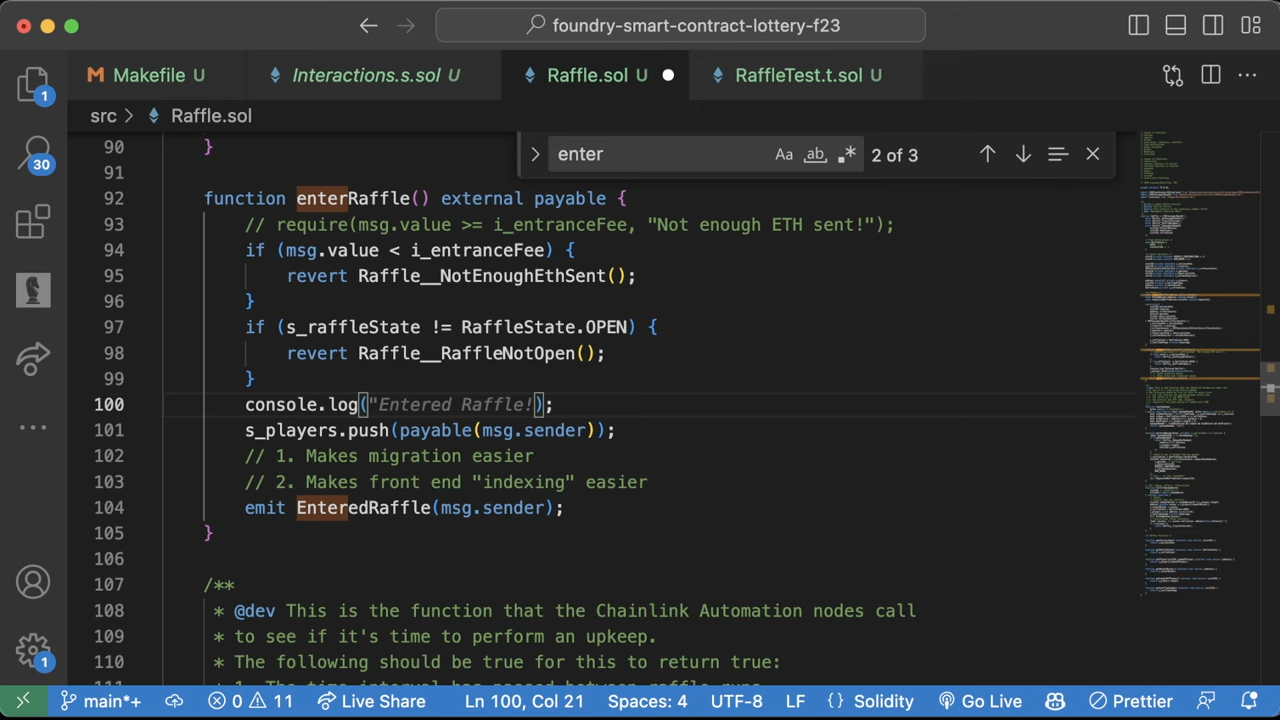 foundry-smart-contract-lottery-f23
Makefile U
Interactions.s.sol U
Raffle.sol U
RaffleTest.t.sol U
src > Raffle.sol
enter
Aa ab .* 2 of 3
1
30
1
90 }
91
92 function enterRaffle() external payable {
93 // require(msg.value >= i_entranceFee, "Not enough ETH sent!");
94 if (msg.value < i_entranceFee) {
95 revert Raffle__NotEnoughEthSent();
96 }
97 if (s_raffleState != RaffleState.OPEN) {
98 revert Raffle__RaffleNotOpen();
99 }
100 console.log("Entered raffle!);
101 s_players.push(payable(msg.sender));
102 // 1. Makes migration easier
103 // 2. Makes front end "indexing" easier
104 emit EnteredRaffle(msg.sender);
105 }
106
107 /**
108 * @dev This is the function that the Chainlink Automation nodes call
109 * to see if it's time to perform an upkeep.
110 * The following should be true for this to return true:
main*+ 0 11 Live Share Ln 100, Col 21 Spaces: 4 UTF-8 LF {} Solidity Go Live Prettier